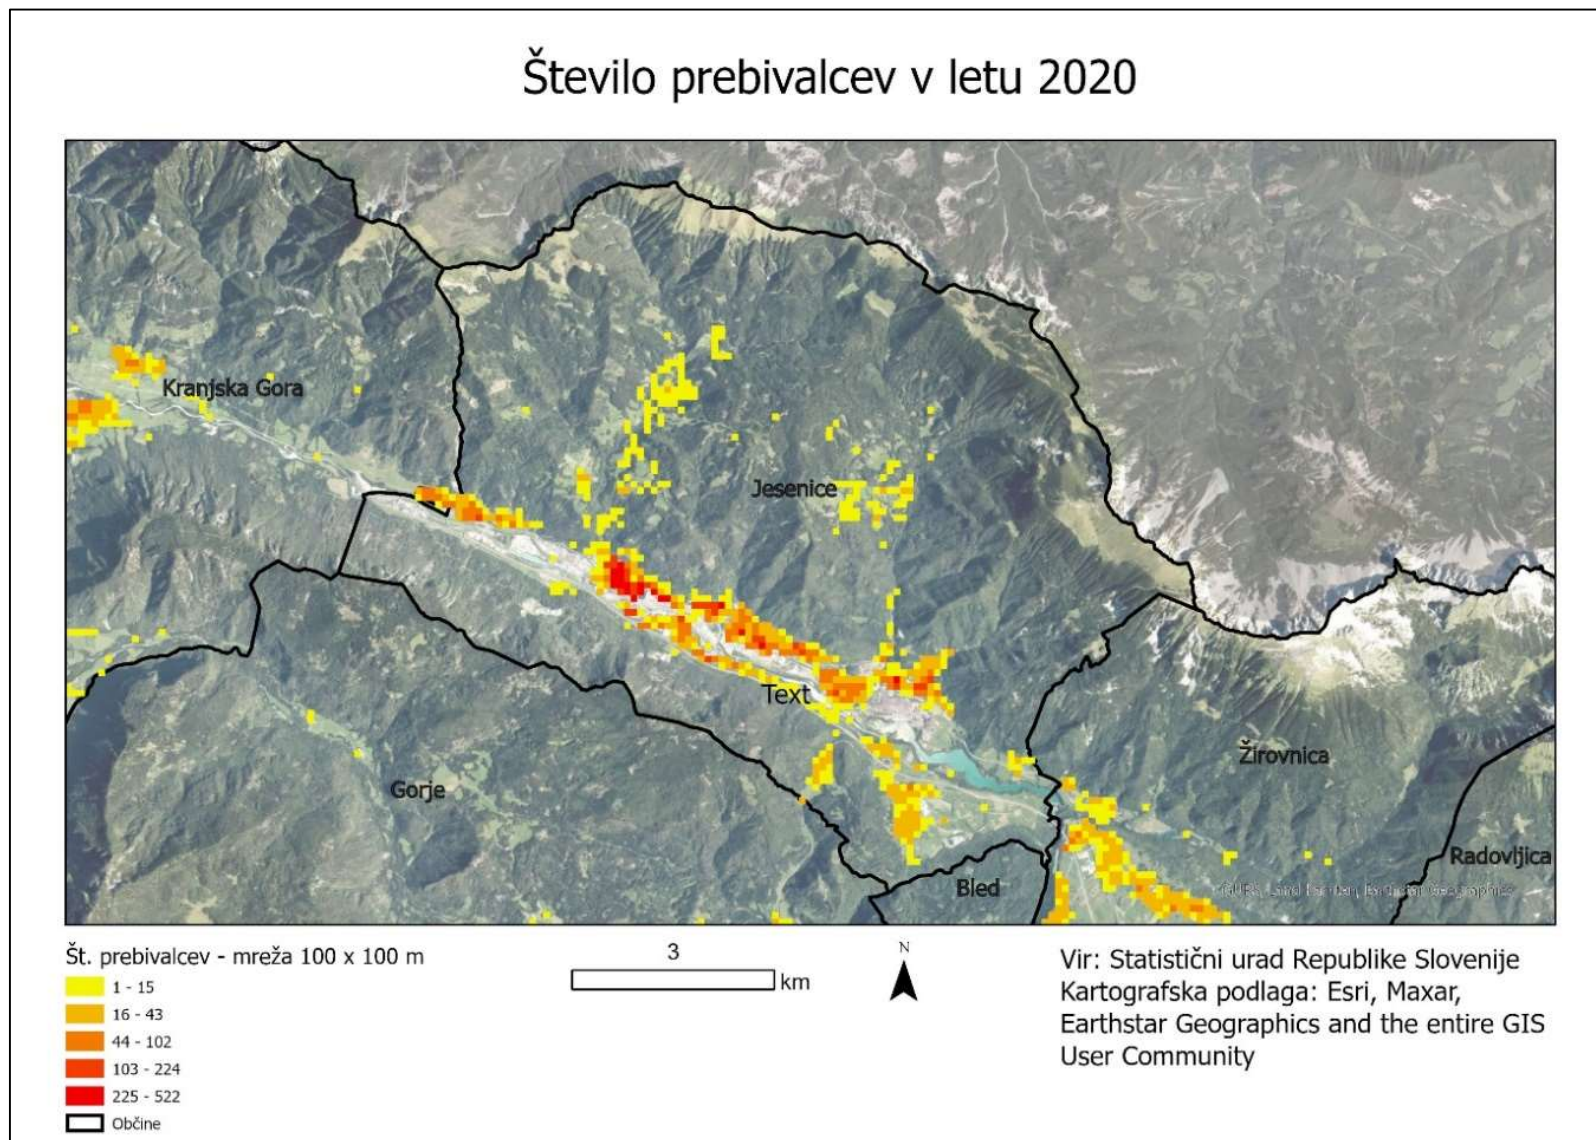 Število prebivalcev v letu 2020
Kranjska Gora
Jesenice
Text
Žirovnica
Gorje
Radovljica
Bled
Earthstar Geographics
Št. prebivalcev - mreža 100 x 100 m
1 - 15
16 - 43
44 - 102
103 - 224
225 - 522
Občine
3
km
N
Vir: Statistični urad Republike Slovenije
Kartografska podlaga: Esri, Maxar,
Earthstar Geographics and the entire GIS
User Community